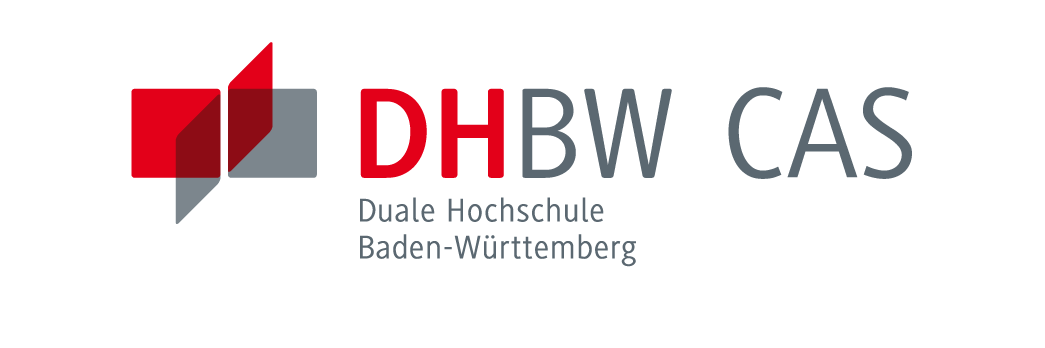 DHBW CAS
Duale Hochschule
Baden-Württemberg